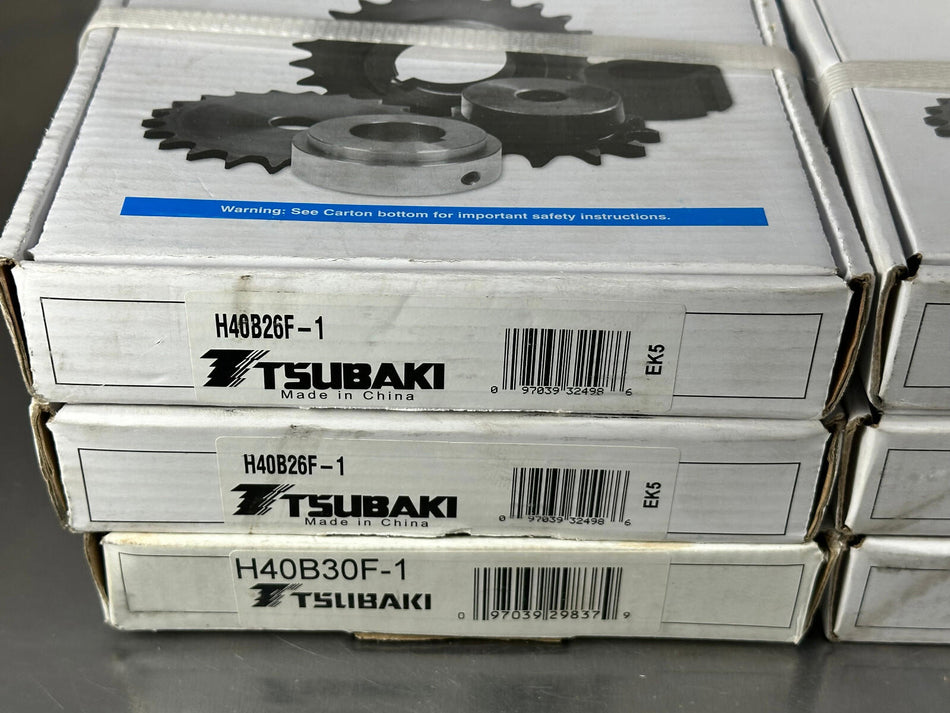 Warning: See Carton bottom for important safety instructions.
H40B26F-1
TSUBAKI
Made in China
0 97039 32498 6
EK5
H40B26F-1
TSUBAKI
Made in China
0 97039 32498 6
EK5
H40B30F-1
TSUBAKI
0 97039 29837 9